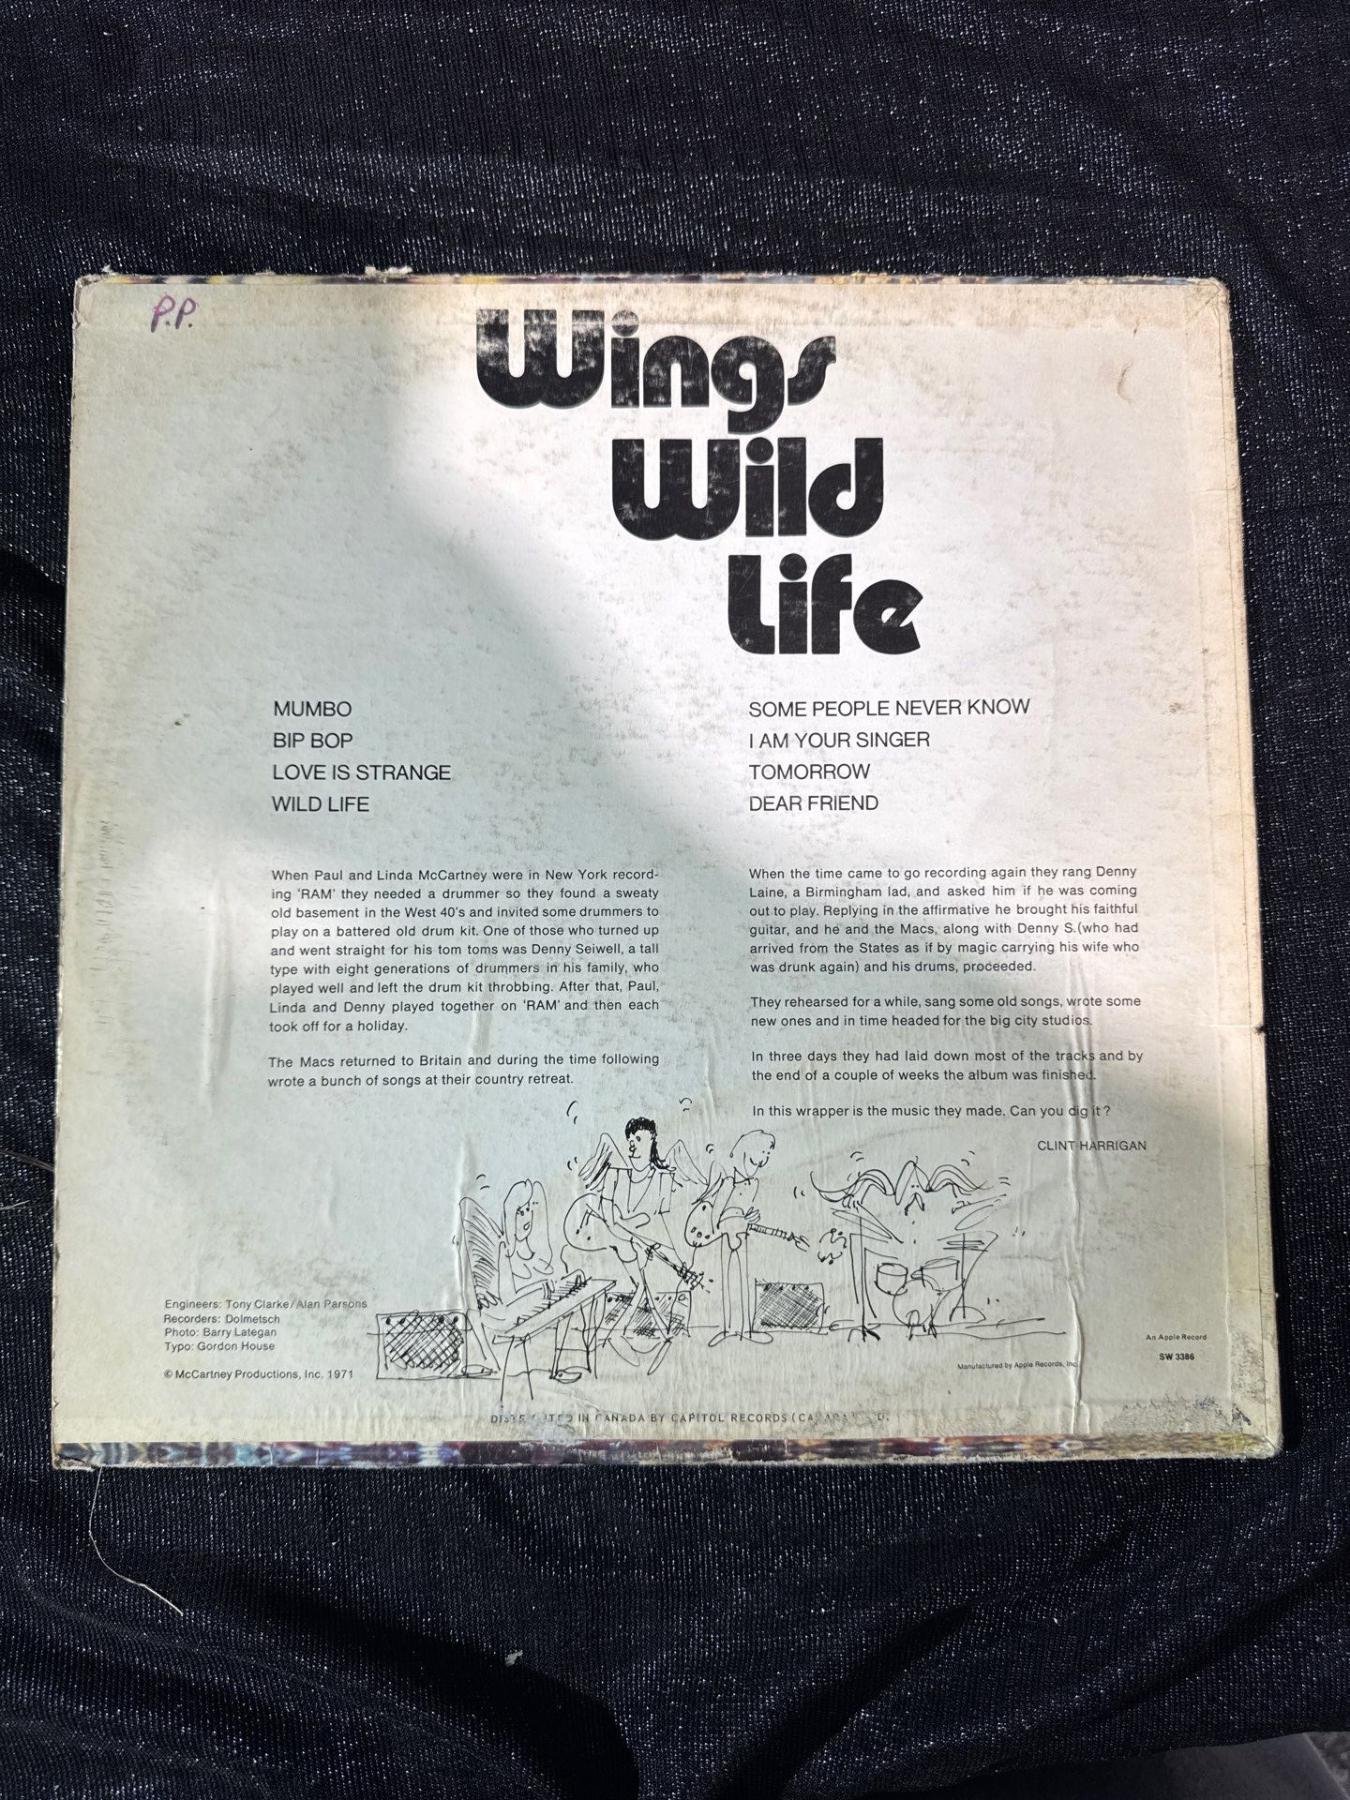 P.P.
Wings
Wild
Life
MUMBO
BIP BOP
LOVE IS STRANGE
WILD LIFE
SOME PEOPLE NEVER KNOW
I AM YOUR SINGER
TOMORROW
DEAR FRIEND
When Paul and Linda McCartney were in New York record-
ing 'RAM' they needed a drummer so they found a sweaty
old basement in the West 40's and invited some drummers to
play on a battered old drum kit. One of those who turned up
and went straight for his tom toms was Denny Seiwell, a tall
type with eight generations of drummers in his family, who
played well and left the drum kit throbbing. After that, Paul,
Linda and Denny played together on 'RAM' and then each
took off for a holiday.
The Macs returned to Britain and during the time following
wrote a bunch of songs at their country retreat.
When the time came to go recording again they rang Denny
Laine, a Birmingham lad, and asked him if he was coming
out to play. Replying in the affirmative he brought his faithful
guitar, and he and the Macs, along with Denny S.(who had
arrived from the States as if by magic carrying his wife who
was drunk again) and his drums, proceeded.
They rehearsed for a while, sang some old songs, wrote some
new ones and in time headed for the big city studios.
In three days they had laid down most of the tracks and by
the end of a couple of weeks the album was finished.
In this wrapper is the music they made. Can you dig it ?
CLINT HARRIGAN
Engineers: Tony Clarke/Alan Parsons
Recorders: Dolmetsch
Photo: Barry Lategan
Typo: Gordon House
© McCartney Productions, Inc. 1971
An Apple Record
SW 3386
Manufactured by Apple Records, Inc.
IN CANADA BY CAPITOL RECORDS